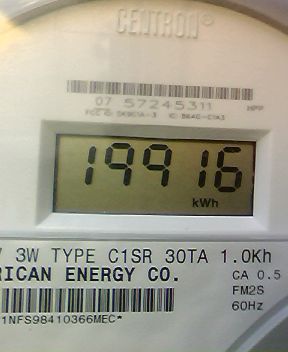 CENTRON®
07 57245311 MPP
19916
kWh
3W TYPE C1SR 30TA 1.0Kh
RICAN ENERGY CO.
CA 0.5
FM2S
60Hz
1NFS98410366MEC*